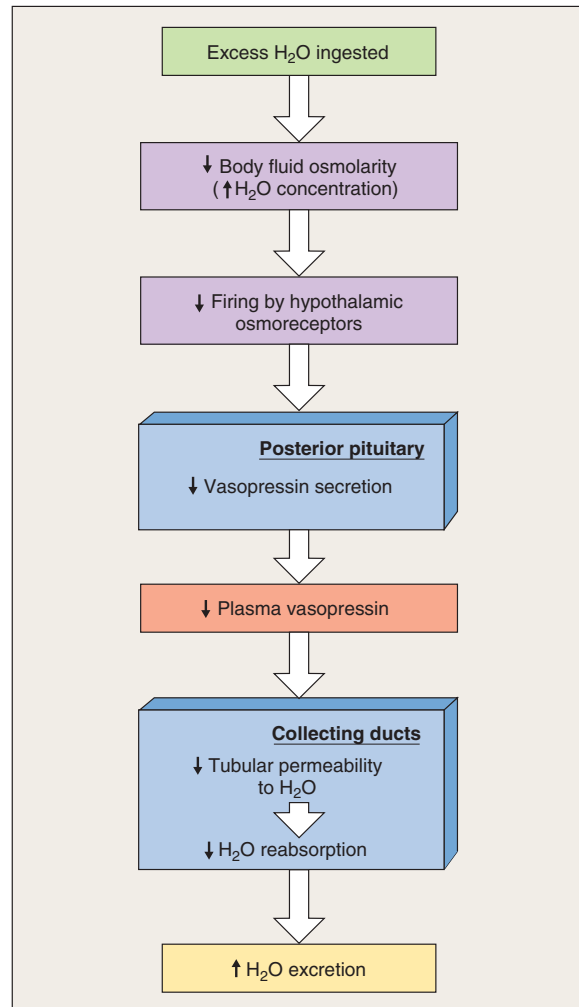 Excess H₂O ingested
↓ Body fluid osmolarity
(↑H₂O concentration)
↓ Firing by hypothalamic
osmoreceptors
Posterior pituitary
↓ Vasopressin secretion
↓ Plasma vasopressin
Collecting ducts
↓ Tubular permeability
to H₂O
↓ H₂O reabsorption
↑ H₂O excretion